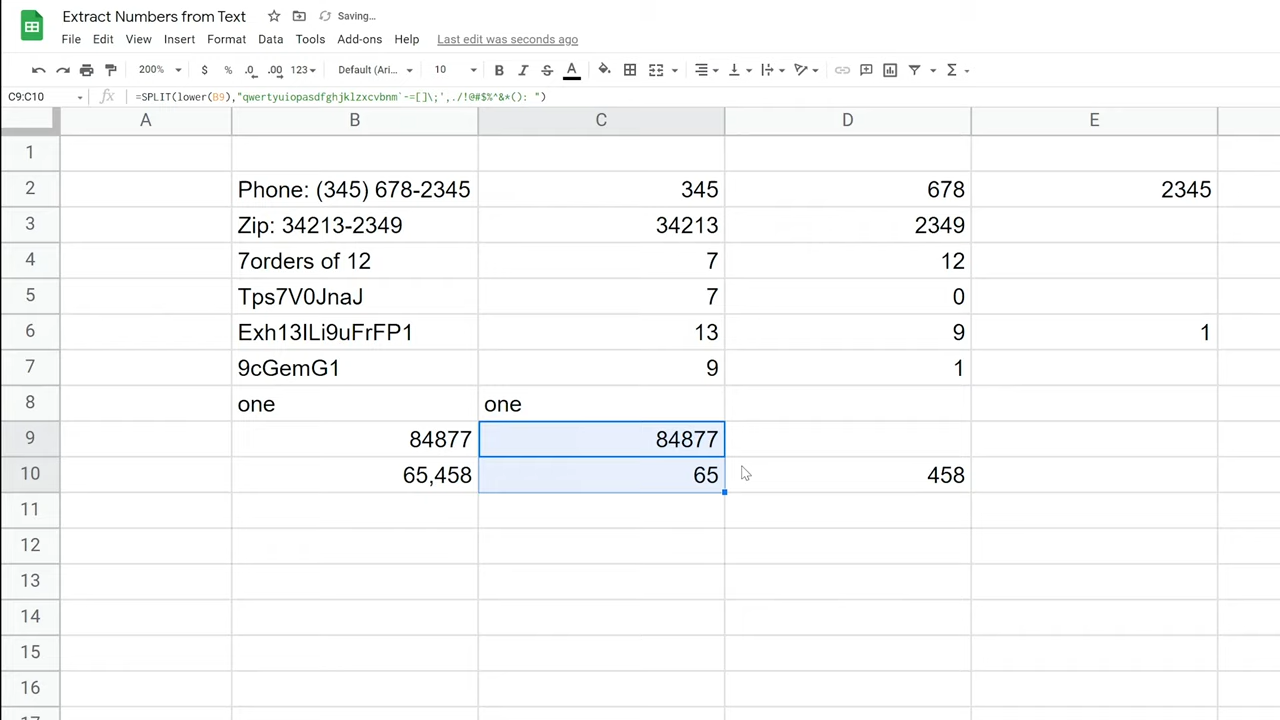 Extract Numbers from Text Saving...
File Edit View Insert Format Data Tools Add-ons Help Last edit was seconds ago
200% $ % .0 .00 123 Default (Ari... 10 B I S A
C9:C10 fx =SPLIT(lower(B9),"qwertyuiopasdfghjklzxcvbnm`-=[]\;',./!@#$%^&*(): ")
A B C D E
1
2 Phone: (345) 678-2345 345 678 2345
3 Zip: 34213-2349 34213 2349
4 7orders of 12 7 12
5 Tps7V0JnaJ 7 0
6 Exh13ILi9uFrFP1 13 9 1
7 9cGemG1 9 1
8 one one
9 84877 84877
10 65,458 65 458
11
12
13
14
15
16
17